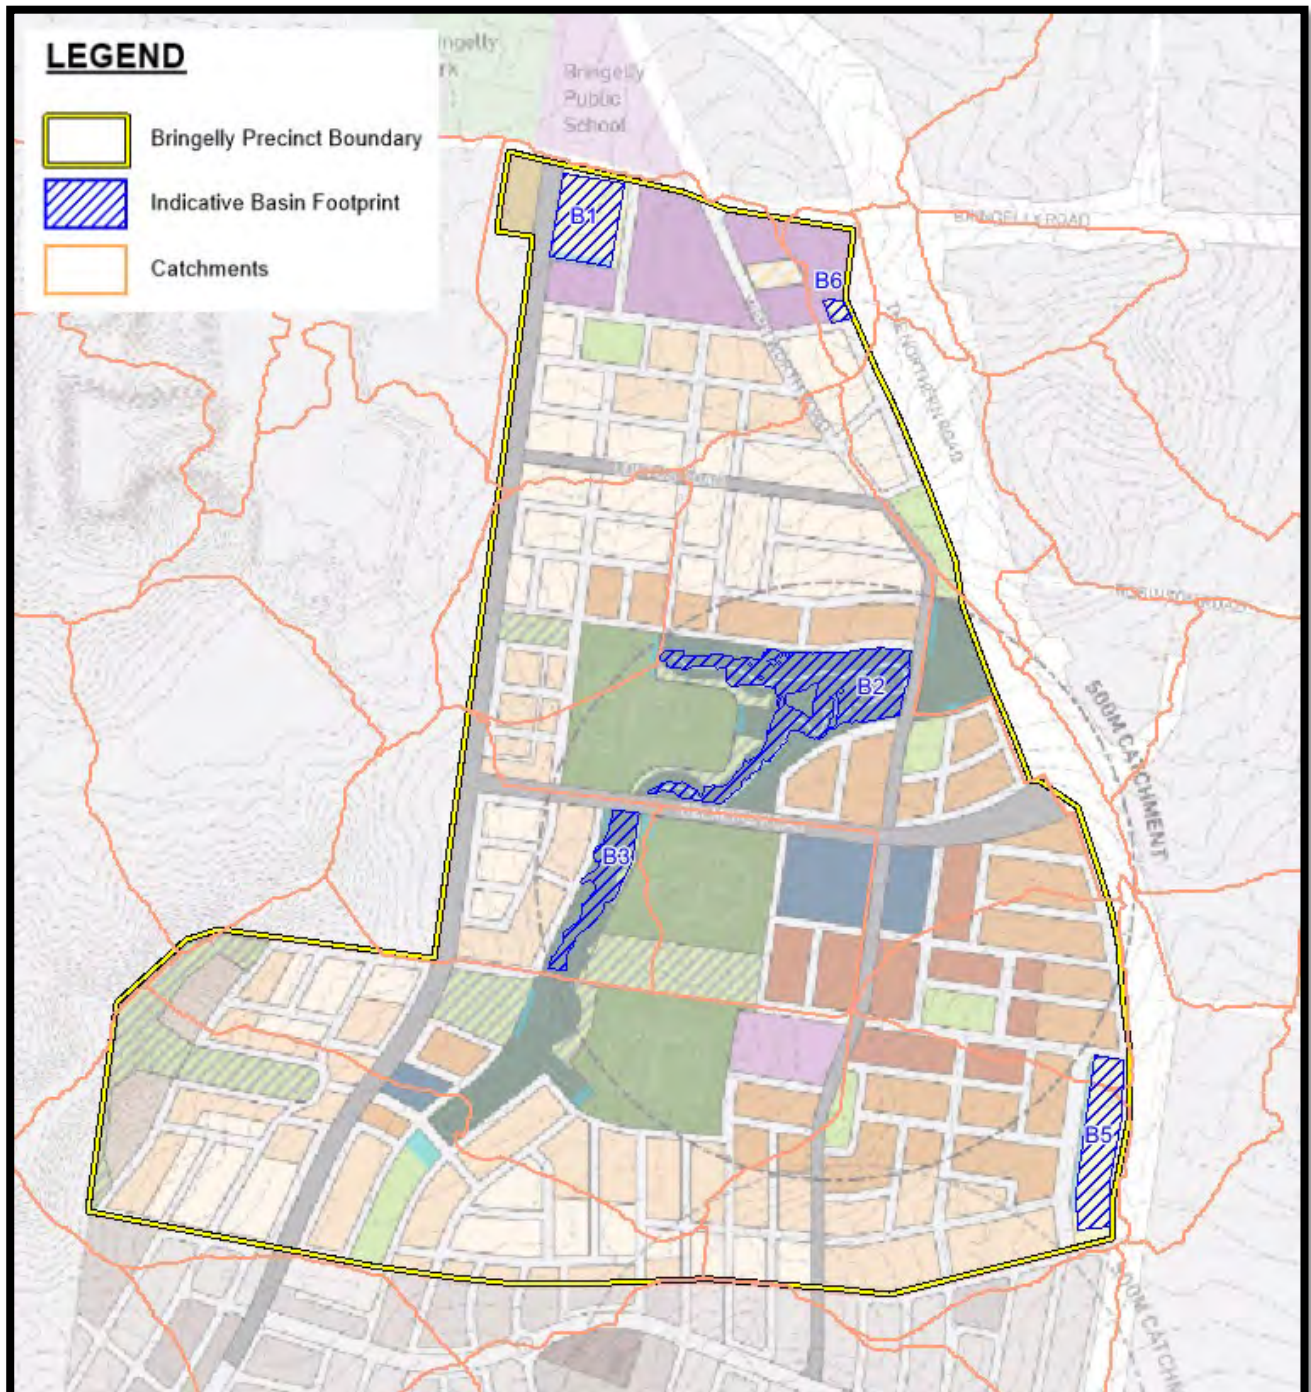 LEGEND
Bringelly Precinct Boundary
Indicative Basin Footprint
Catchments
Bringelly
Public
School
B1
BRINGELLY ROAD
B6
THE NORTHERN ROAD
B2
500M CATCHMENT
B3
B5